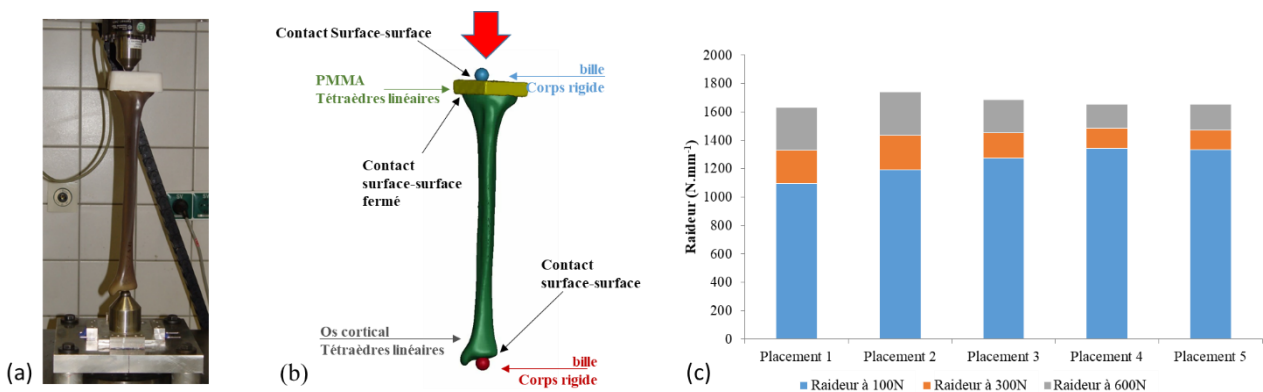 (a)
Contact Surface-surface
PMMA
Tétraèdres linéaires
bille
Corps rigide
Contact
surface-surface
fermé
Contact
surface-surface
Os cortical
Tétraèdres linéaires
bille
Corps rigide
(b)
Raideur (N.mm-1)
2000
1800
1600
1400
1200
1000
800
600
400
200
0
Placement 1 Placement 2 Placement 3 Placement 4 Placement 5
Raideur à 100N Raideur à 300N Raideur à 600N
(c)